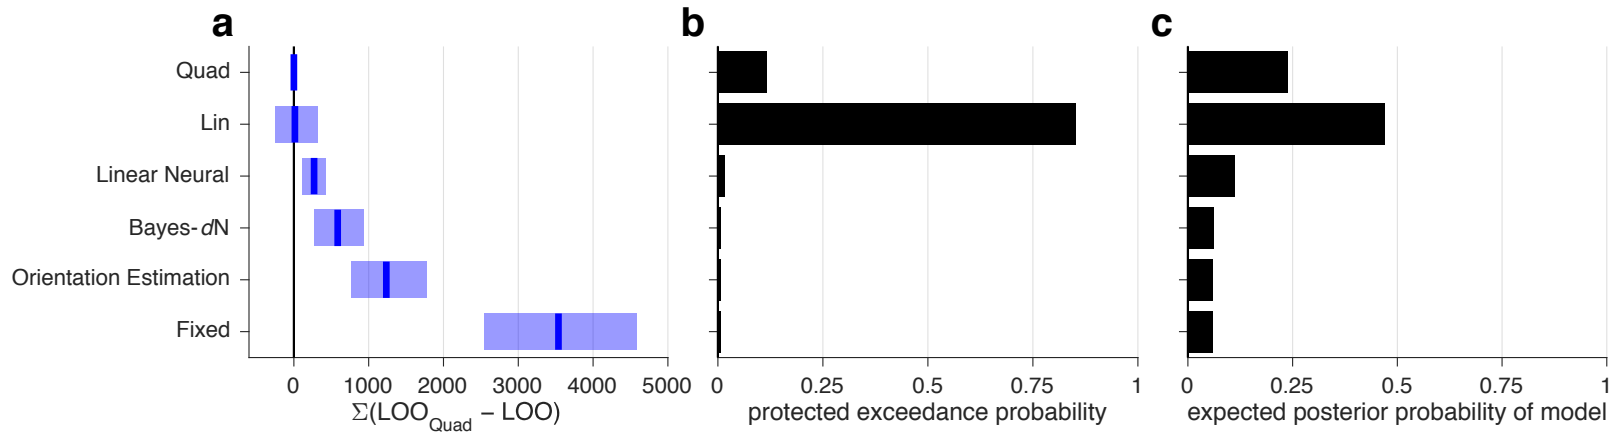 a
b
c
Quad
Lin
Linear Neural
Bayes-dN
Orientation Estimation
Fixed
0 1000 2000 3000 4000 5000
Σ(LOO_Quad − LOO)
0 0.25 0.5 0.75 1
protected exceedance probability
0 0.25 0.5 0.75 1
expected posterior probability of model